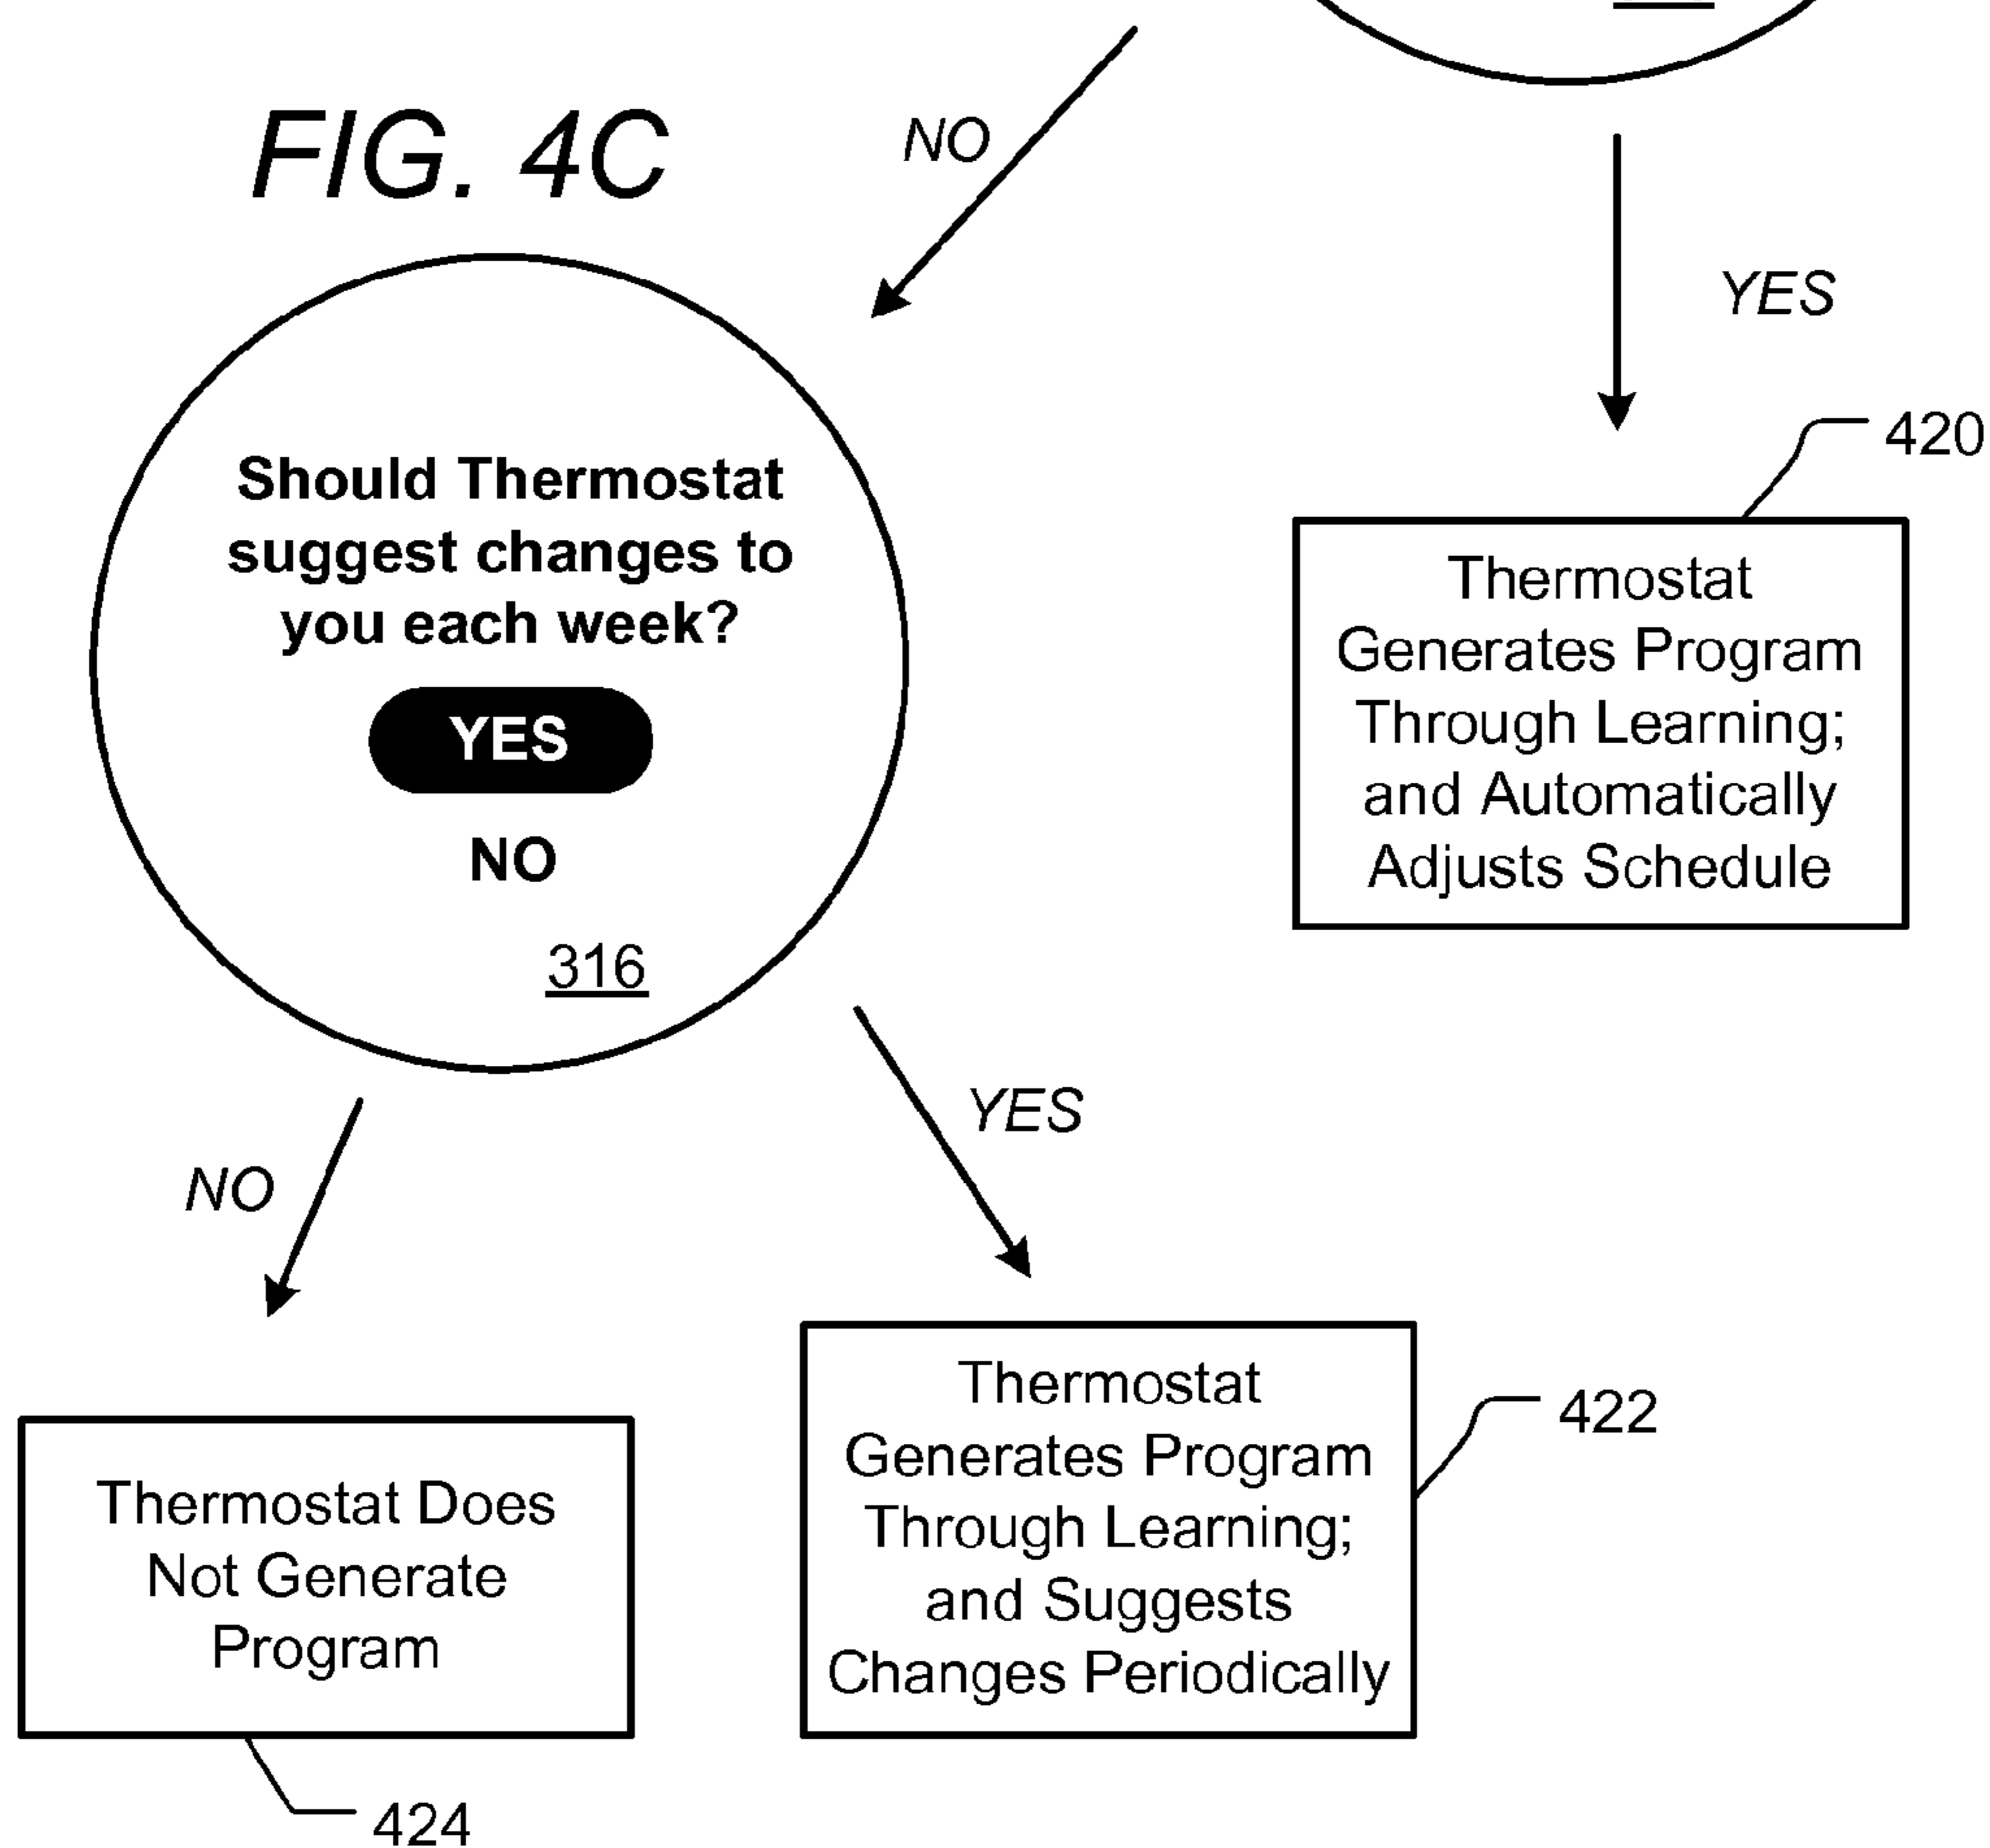 FIG. 4C
NO
YES
420
Should Thermostat
suggest changes to
you each week?
YES
NO
316
Thermostat
Generates Program
Through Learning;
and Automatically
Adjusts Schedule
NO
YES
Thermostat Does
Not Generate
Program
424
Thermostat
Generates Program
Through Learning;
and Suggests
Changes Periodically
422